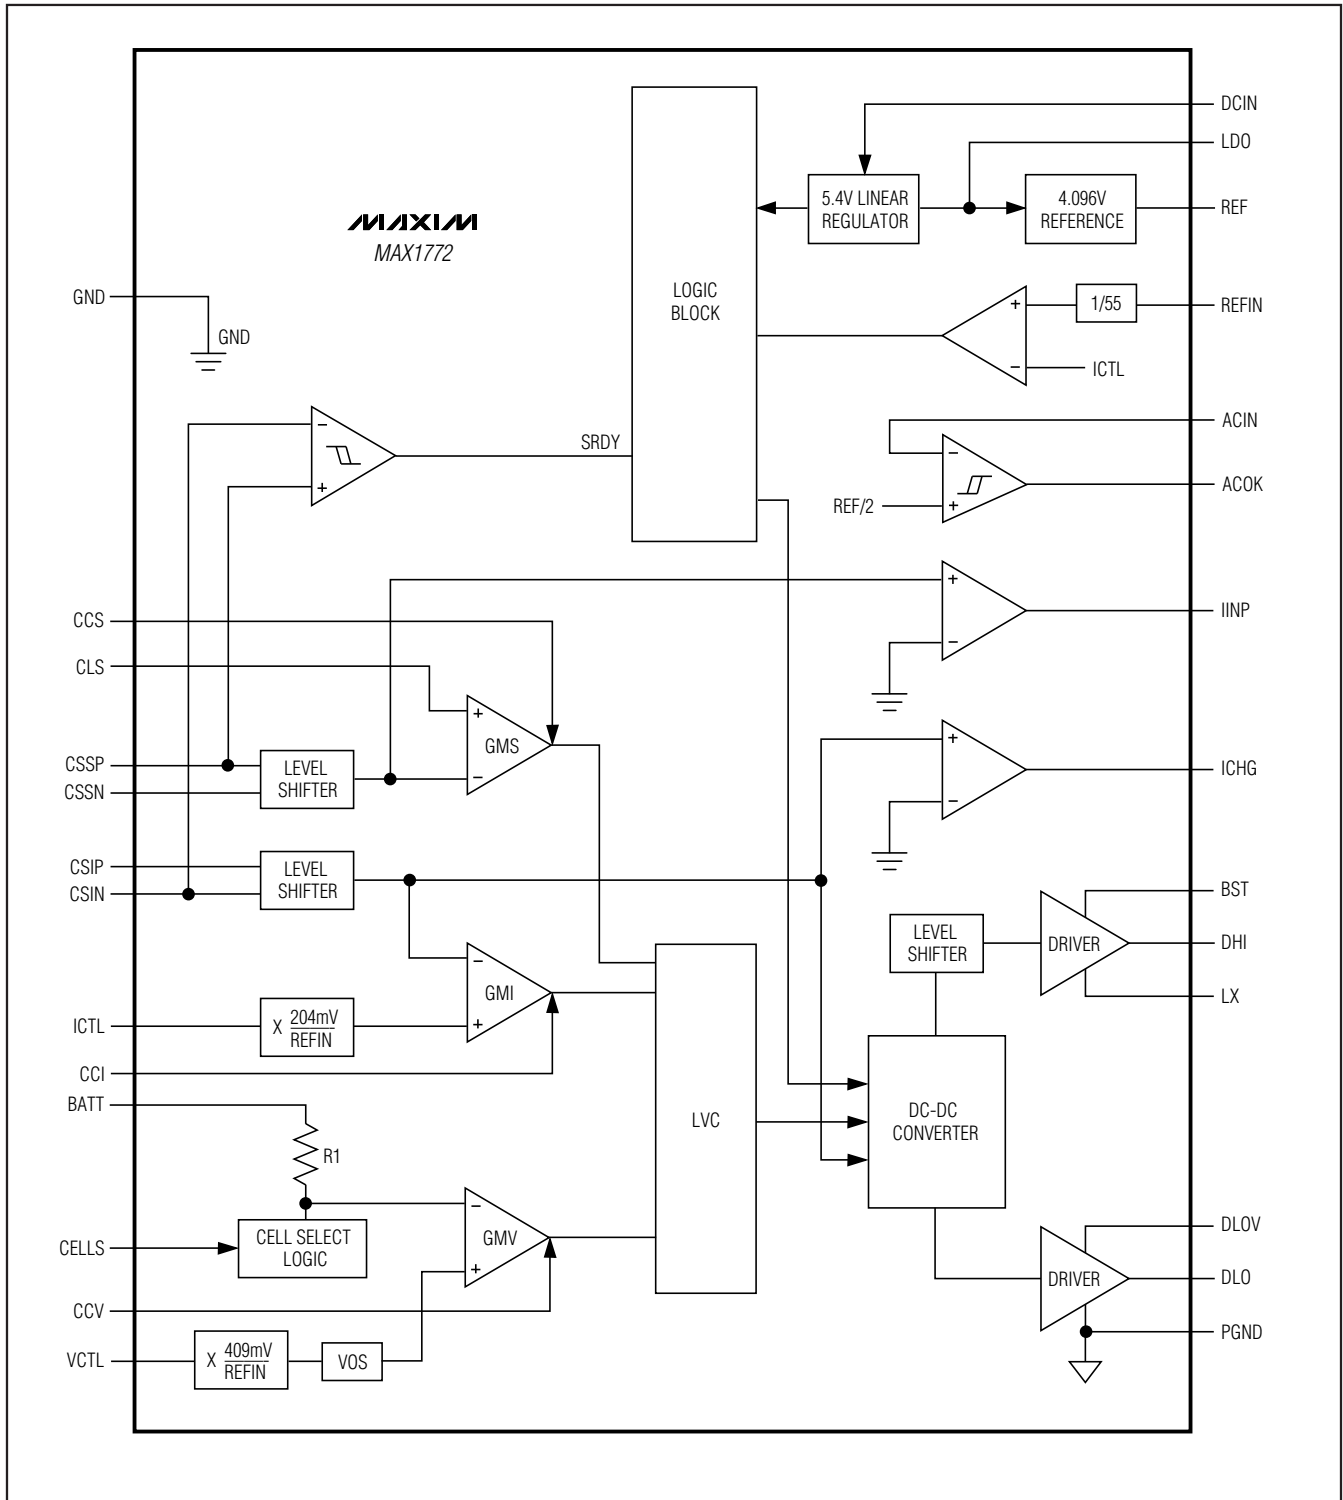 DCIN
LDO
5.4V LINEAR
REGULATOR
4.096V
REFERENCE
REF
MAXIM
MAX1772
LOGIC
BLOCK
GND
GND
+
1/55
REFIN
−
ICTL
−
+
SRDY
ACIN
−
REF/2
+
ACOK
CCS
CLS
+
−
IINP
+
GMS
−
CSSP
CSSN
LEVEL
SHIFTER
+
−
ICHG
CSIP
CSIN
LEVEL
SHIFTER
BST
LEVEL
SHIFTER
DRIVER
DHI
LX
−
GMI
+
ICTL
X 204mV
REFIN
CCI
BATT
R1
LVC
DC-DC
CONVERTER
CELLS
CELL SELECT
LOGIC
−
GMV
+
CCV
VCTL
X 409mV
REFIN
VOS
DLOV
DRIVER
DLO
PGND